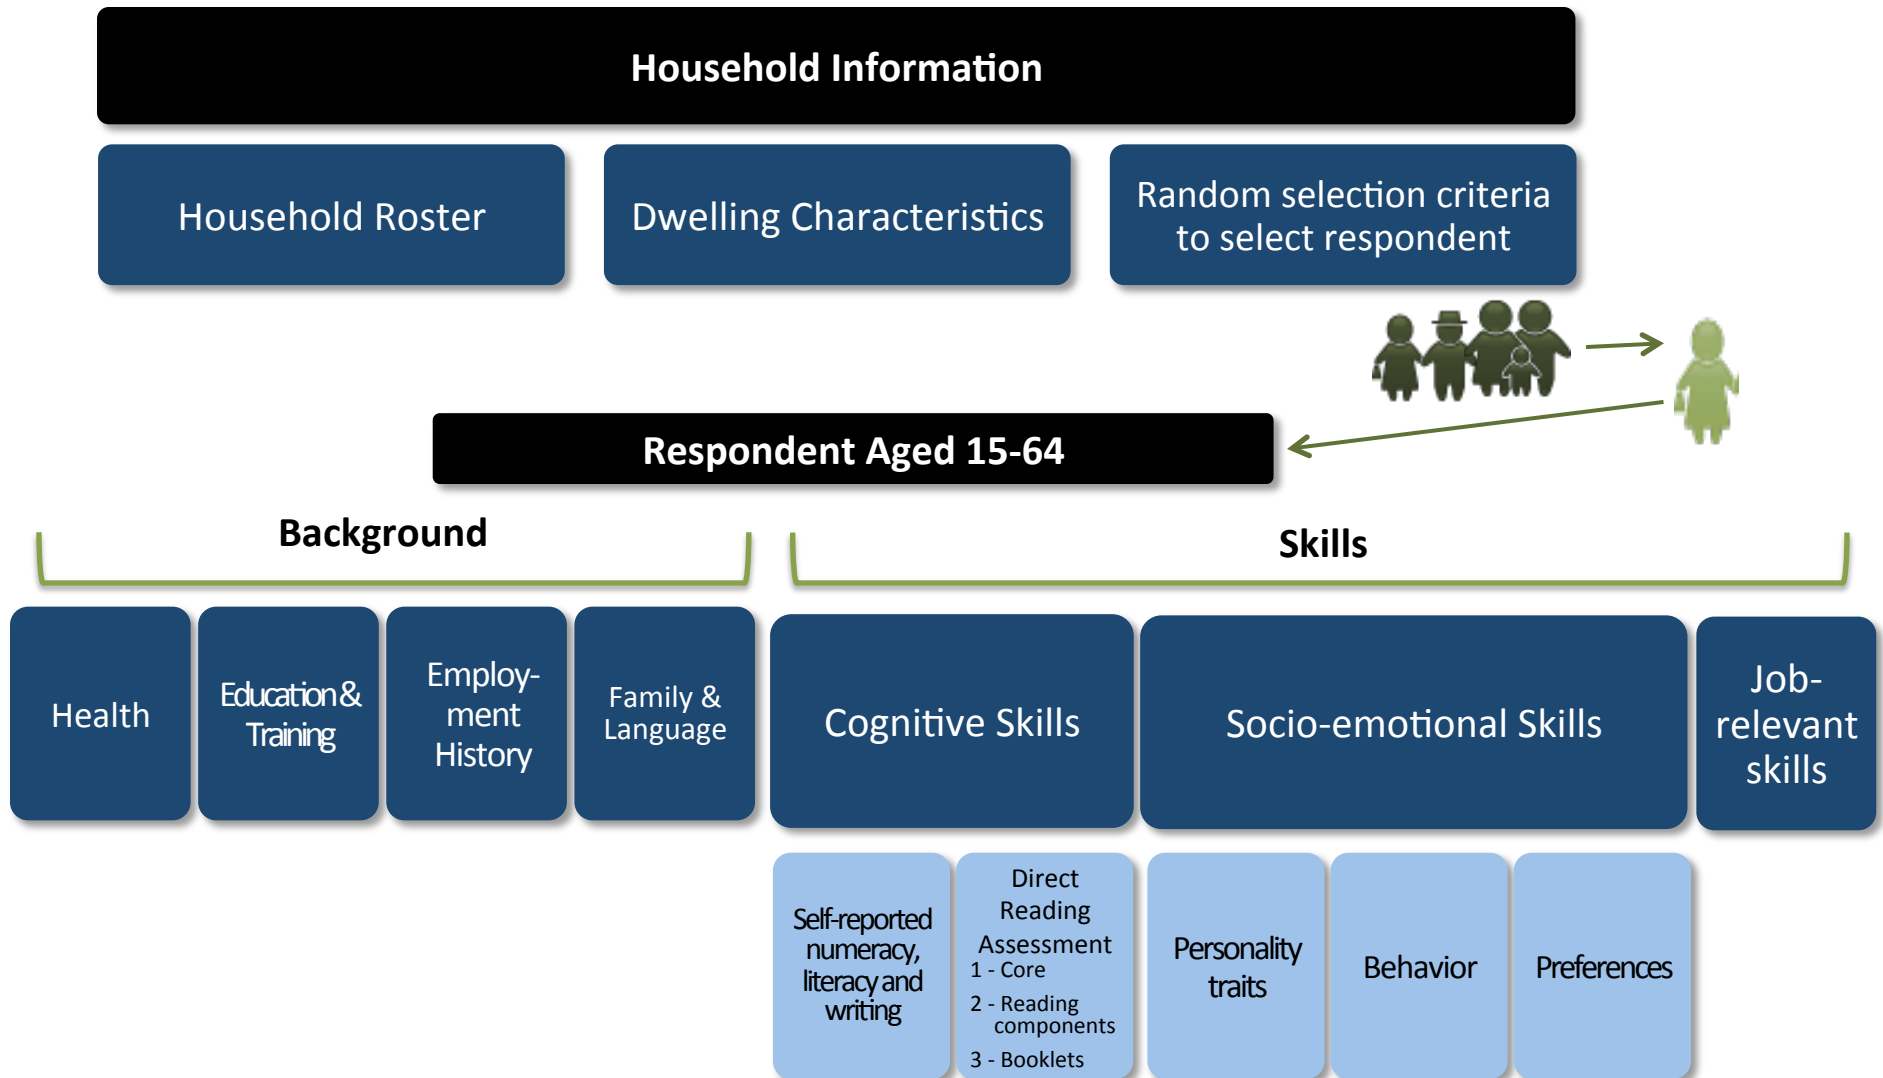 Household Information
Household Roster
Dwelling Characteristics
Random selection criteria
to select respondent
Respondent Aged 15-64
Background
Skills
Health
Education &
Training
Employ-
ment
History
Family &
Language
Cognitive Skills
Socio-emotional Skills
Job-
relevant
skills
Self-reported
numeracy,
literacy and
writing
Direct
Reading
Assessment
1 - Core
2 - Reading
components
3 - Booklets
Personality
traits
Behavior
Preferences